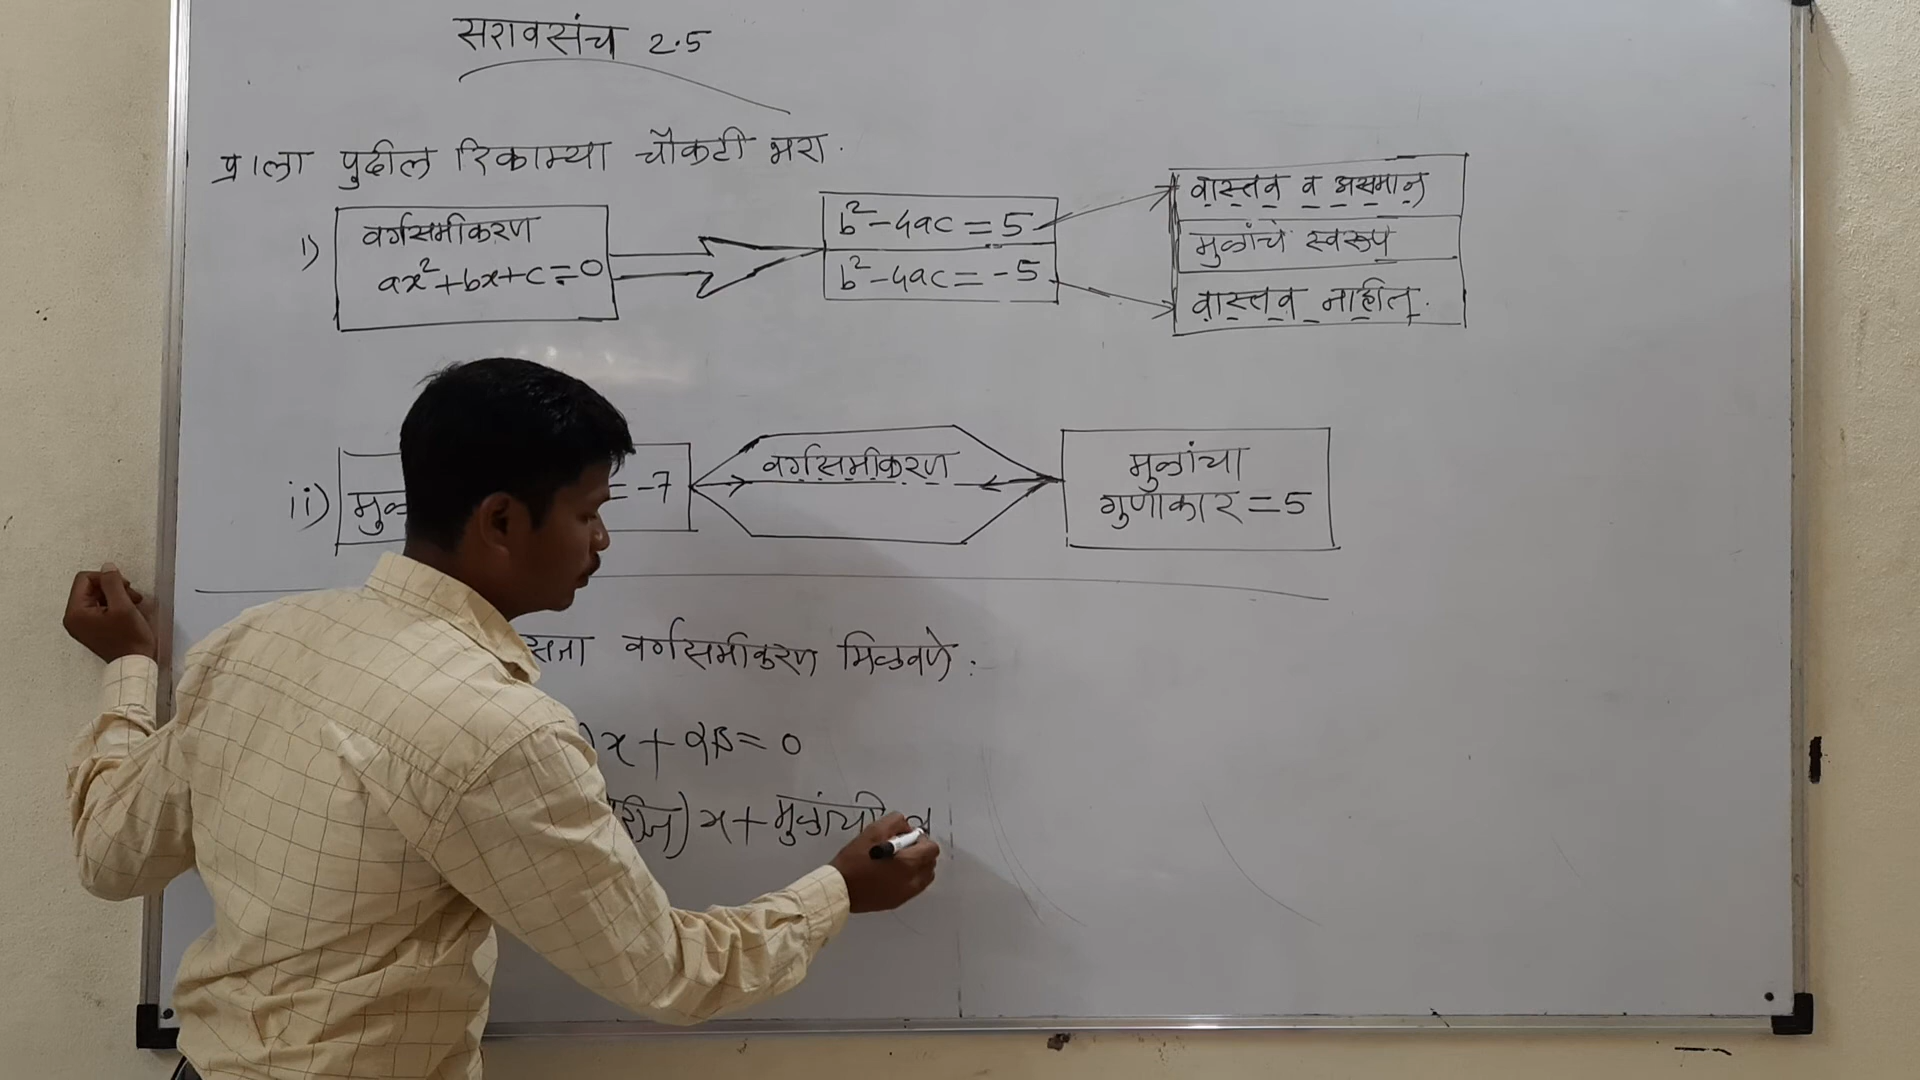 सरावसंच 2.5
प्र1ला पुढील रिकाम्या चौकटी भरा.
i) वर्गसमीकरण
ax²+bx+c=0
b²-4ac=5
b²-4ac=-5
वास्तव व असमान
मुळांचे स्वरूप
वास्तव नाहीत.
ii) = -7
वर्गसमीकरण
मुळांचा
गुणाकार=5
वर्गसमीकरण मिळवणे:
)x+αβ=0
)x+मुळांचा